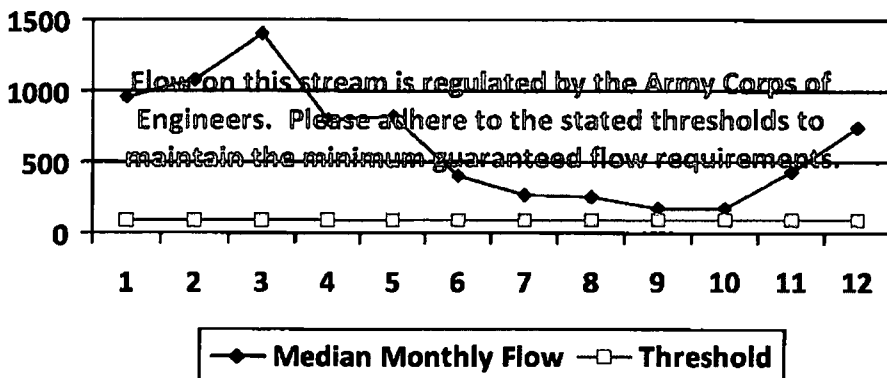 1500
1000
500
0
Flow on this stream is regulated by the Army Corps of
Engineers. Please adhere to the stated thresholds to
maintain the minimum guaranteed flow requirements.
1 2 3 4 5 6 7 8 9 10 11 12
Median Monthly Flow Threshold